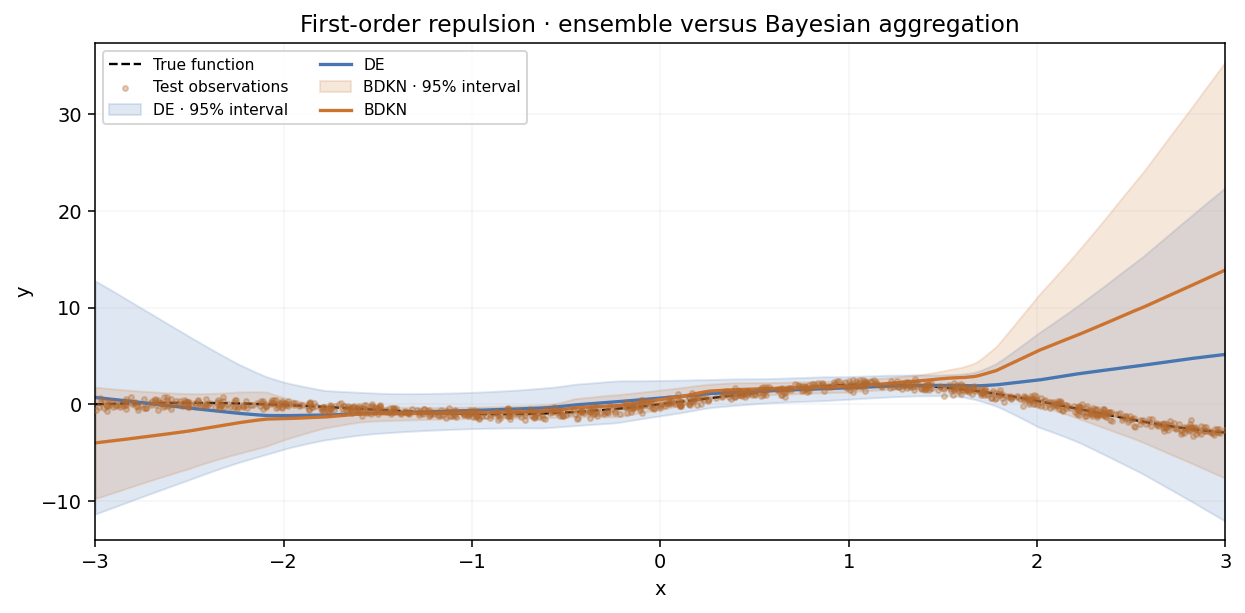 First-order repulsion · ensemble versus Bayesian aggregation
True function
Test observations
DE · 95% interval
DE
BDKN · 95% interval
BDKN
y
30
20
10
0
−10
−3
−2
−1
0
1
2
3
x